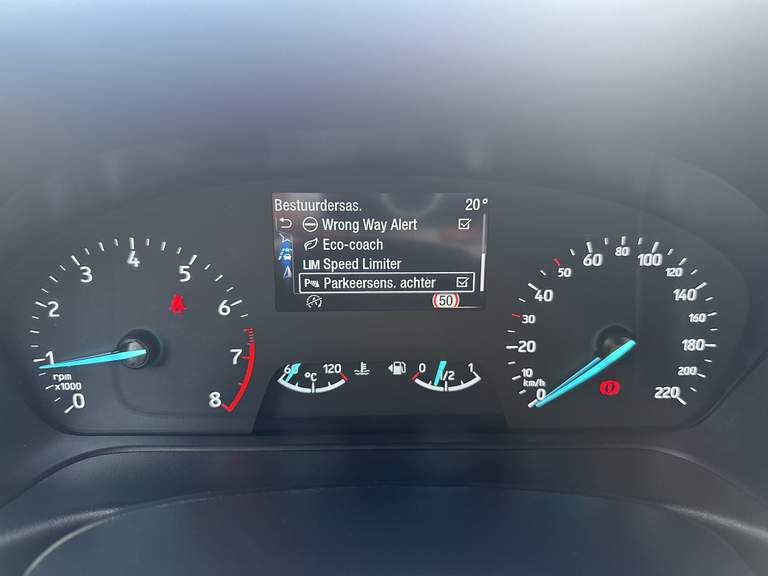 Bestuurdersas. 20°
Wrong Way Alert
Eco-coach
LIM Speed Limiter
P Parkeersens. achter
50
0 1 2 3 4 5 6 7 8
rpm
x1000
60 120
°C
0 1/2 1
0 10 20 30 40 50 60 80 100 120 140 160 180 200 220
km/h